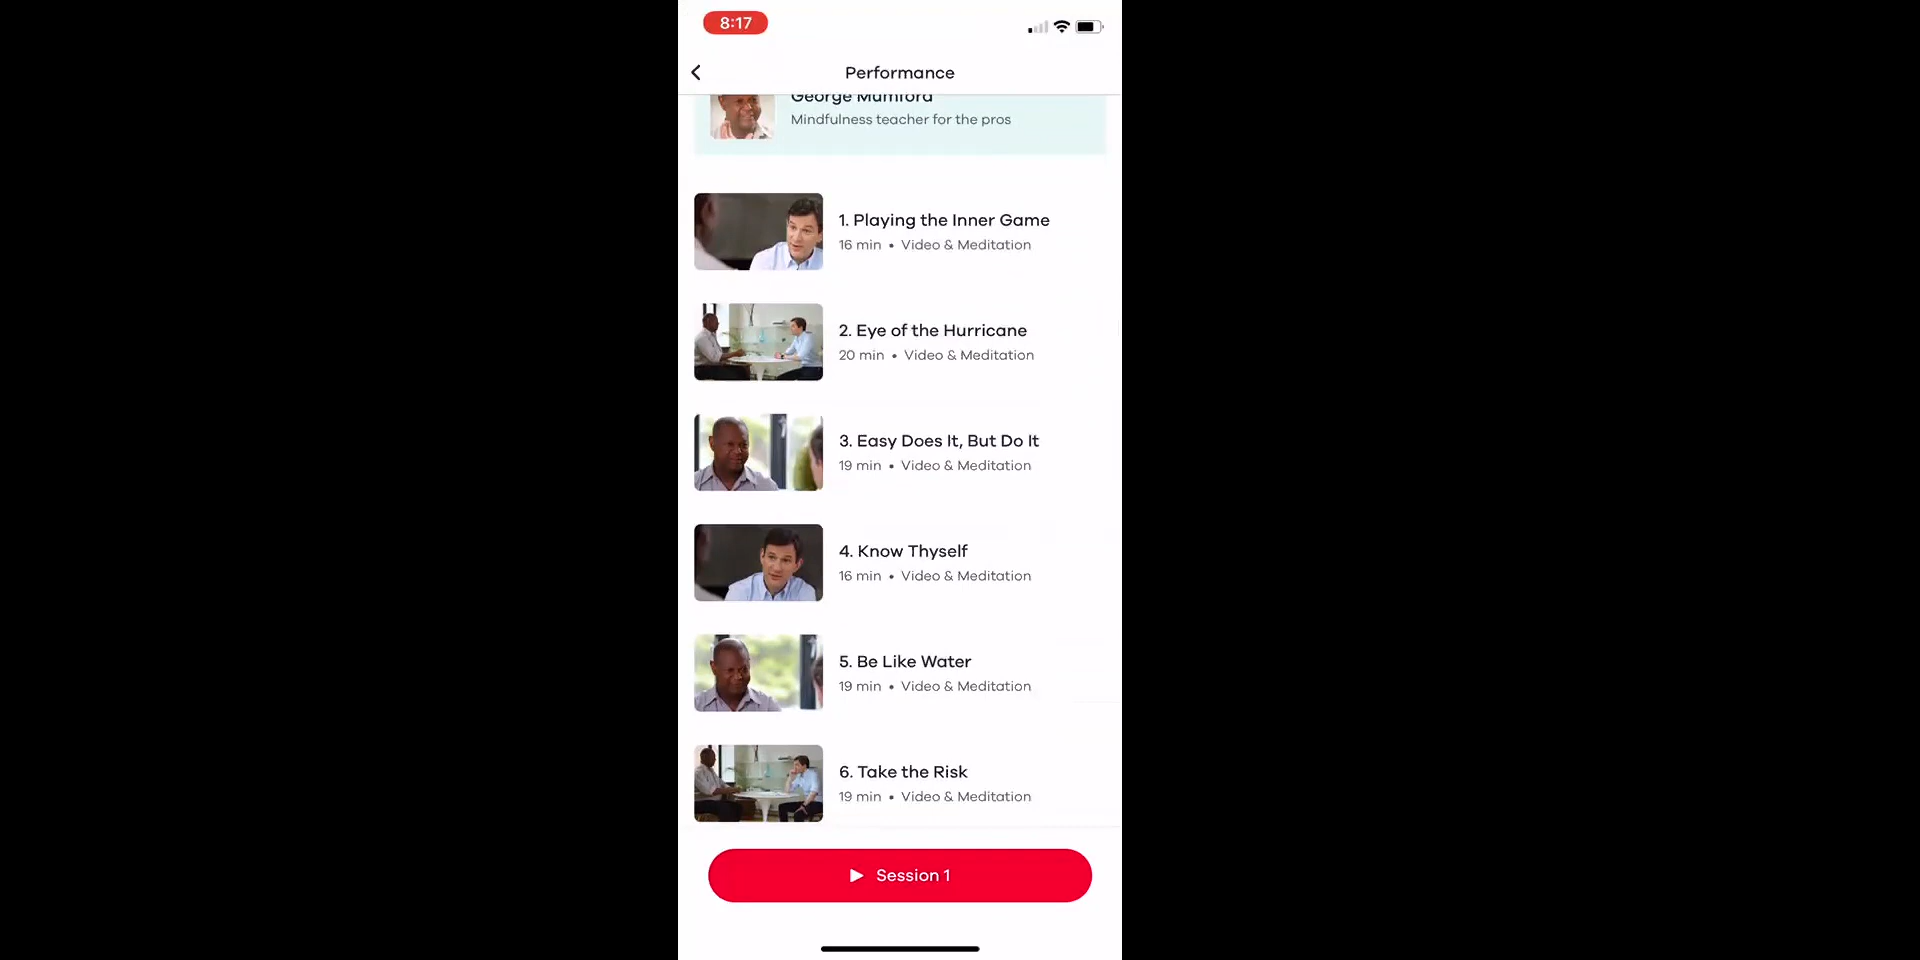 8:17
Performance
George Mumford
Mindfulness teacher for the pros
1. Playing the Inner Game
16 min • Video & Meditation
2. Eye of the Hurricane
20 min • Video & Meditation
3. Easy Does It, But Do It
19 min • Video & Meditation
4. Know Thyself
16 min • Video & Meditation
5. Be Like Water
19 min • Video & Meditation
6. Take the Risk
19 min • Video & Meditation
Session 1